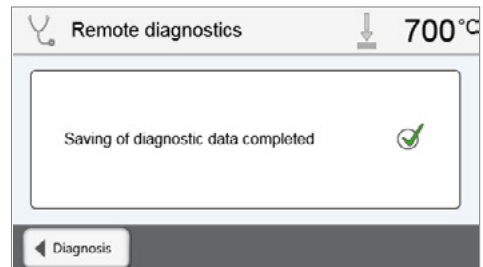 Remote diagnostics
700°C
Saving of diagnostic data completed
Diagnosis